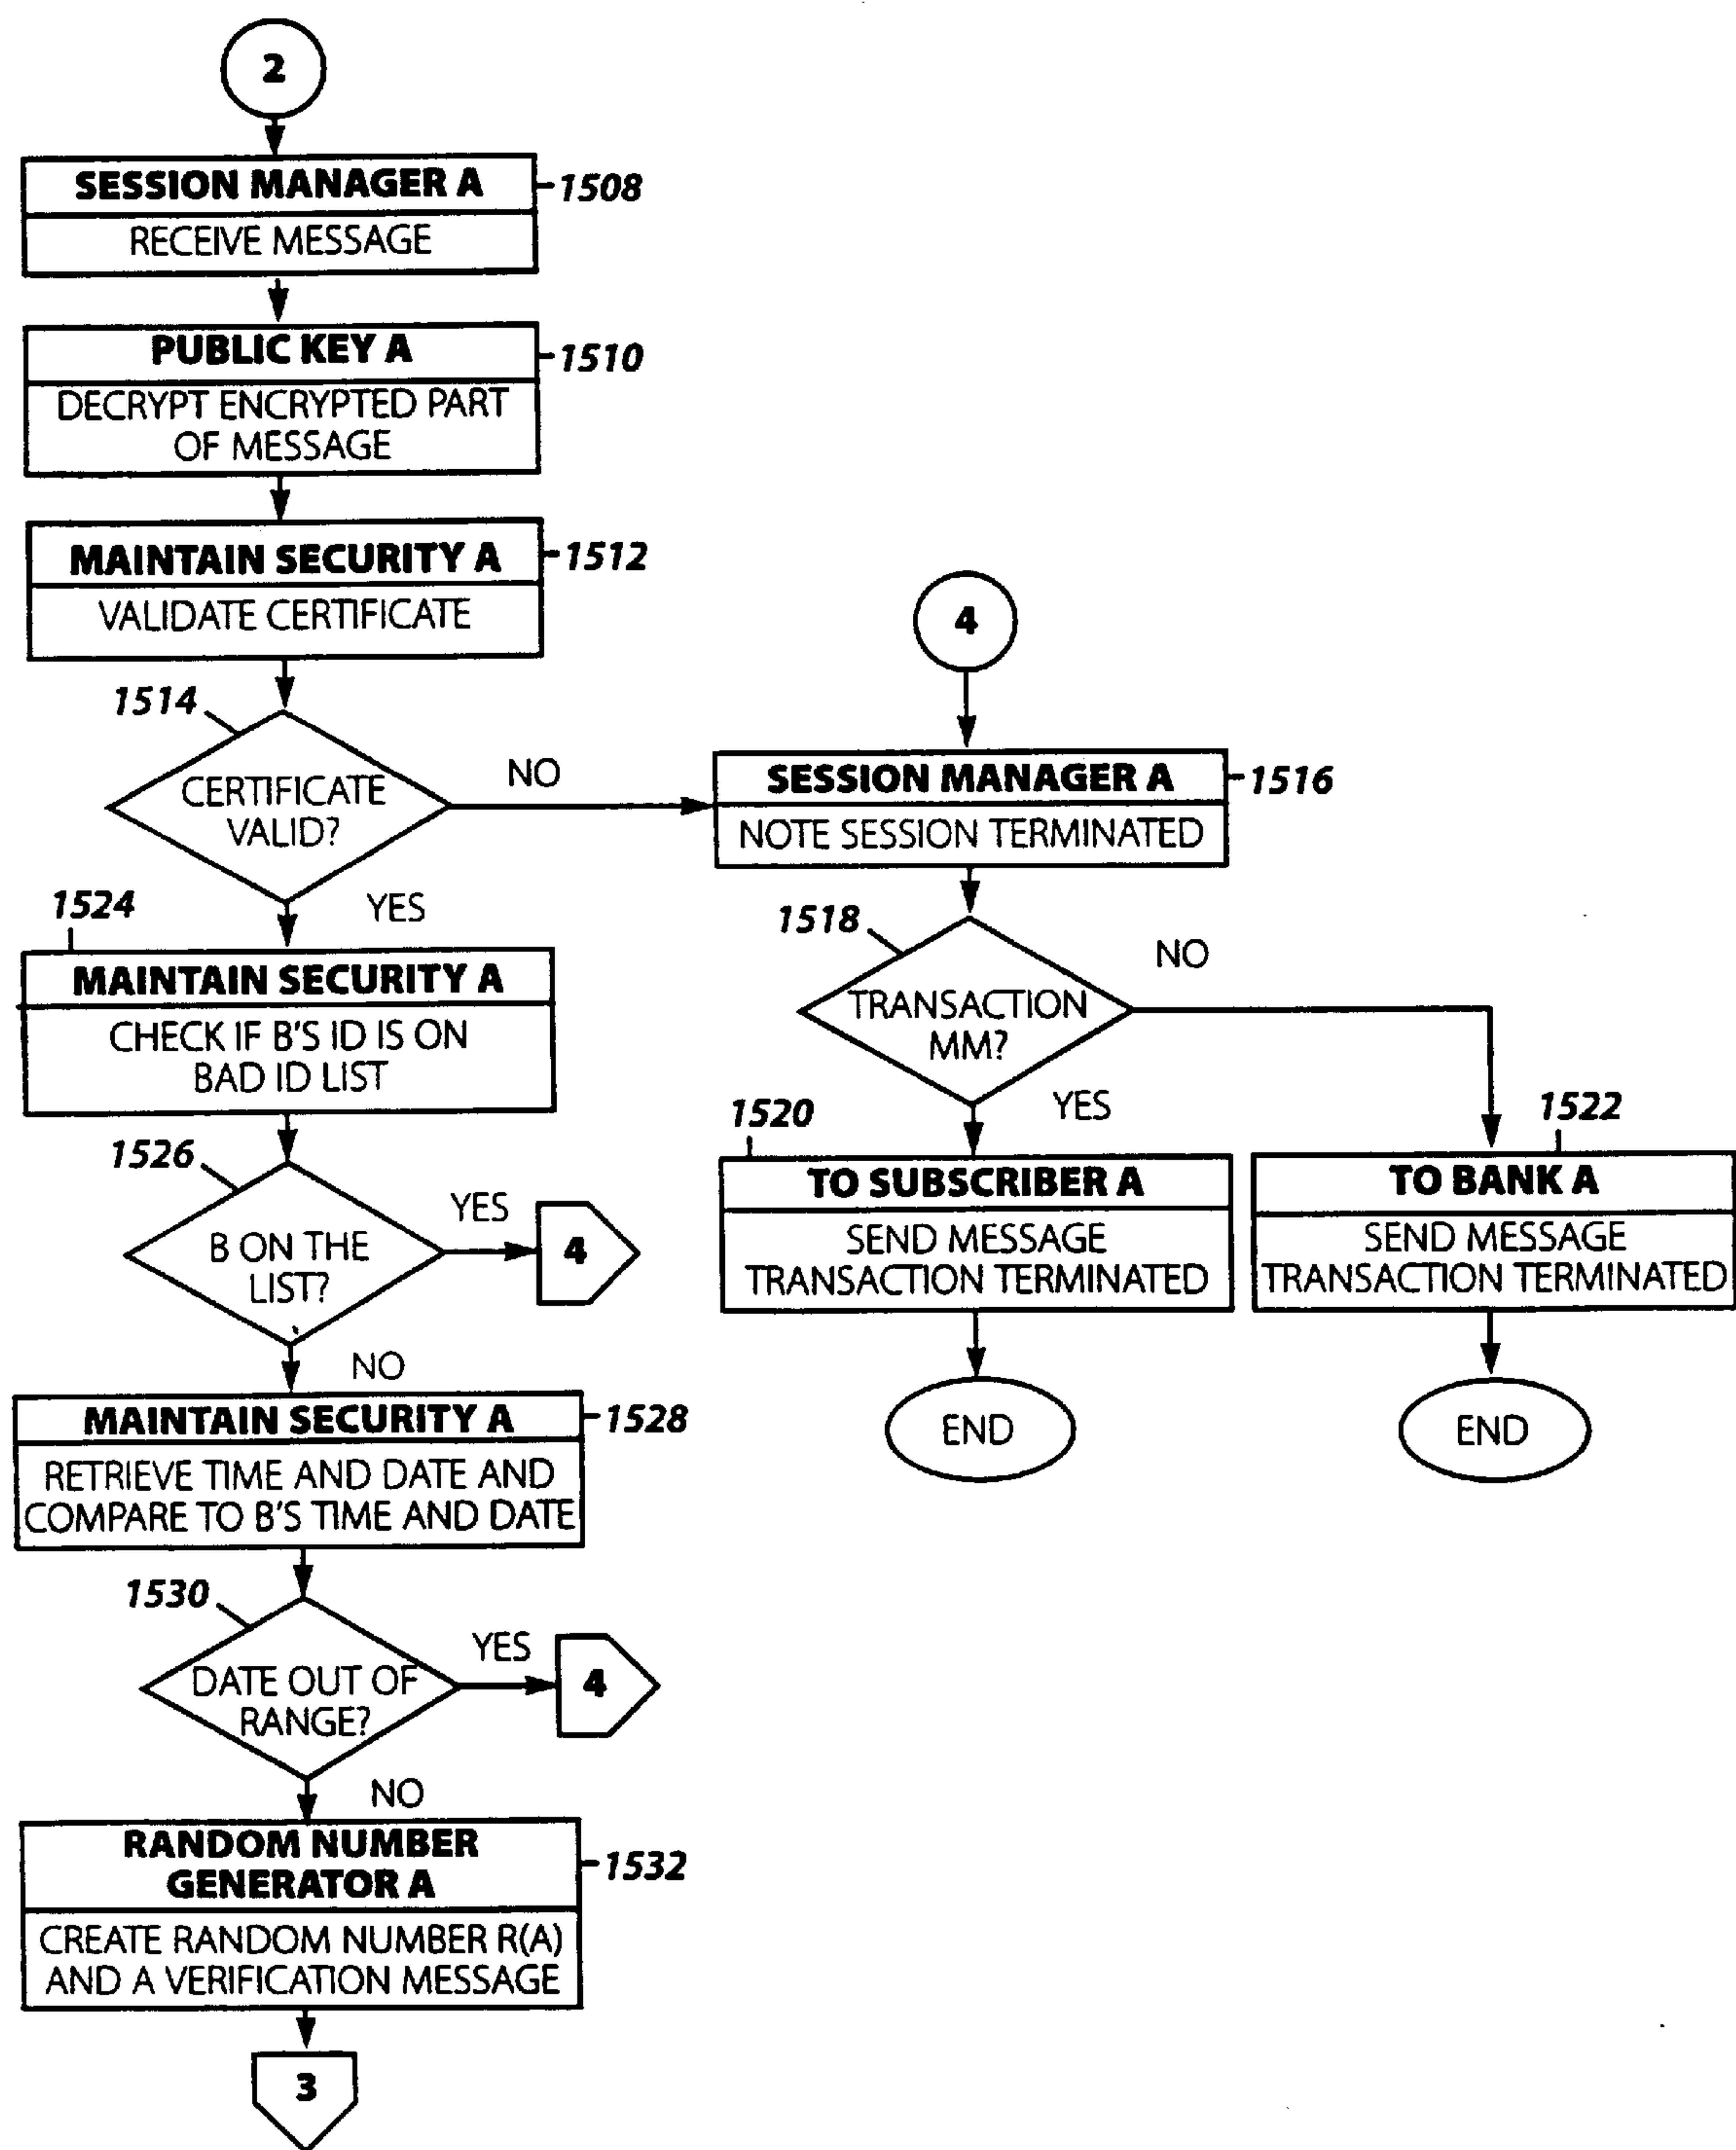 2
SESSION MANAGER A
1508
RECEIVE MESSAGE
PUBLIC KEY A
1510
DECRYPT ENCRYPTED PART
OF MESSAGE
MAINTAIN SECURITY A
1512
VALIDATE CERTIFICATE
1514
CERTIFICATE
VALID?
NO
YES
4
SESSION MANAGER A
1516
NOTE SESSION TERMINATED
1518
TRANSACTION
MM?
NO
YES
1520
TO SUBSCRIBER A
SEND MESSAGE
TRANSACTION TERMINATED
END
1522
TO BANK A
SEND MESSAGE
TRANSACTION TERMINATED
END
1524
MAINTAIN SECURITY A
CHECK IF B'S ID IS ON
BAD ID LIST
1526
B ON THE
LIST?
YES
4
NO
MAINTAIN SECURITY A
1528
RETRIEVE TIME AND DATE AND
COMPARE TO B'S TIME AND DATE
1530
DATE OUT OF
RANGE?
YES
4
NO
RANDOM NUMBER
GENERATOR A
1532
CREATE RANDOM NUMBER R(A)
AND A VERIFICATION MESSAGE
3